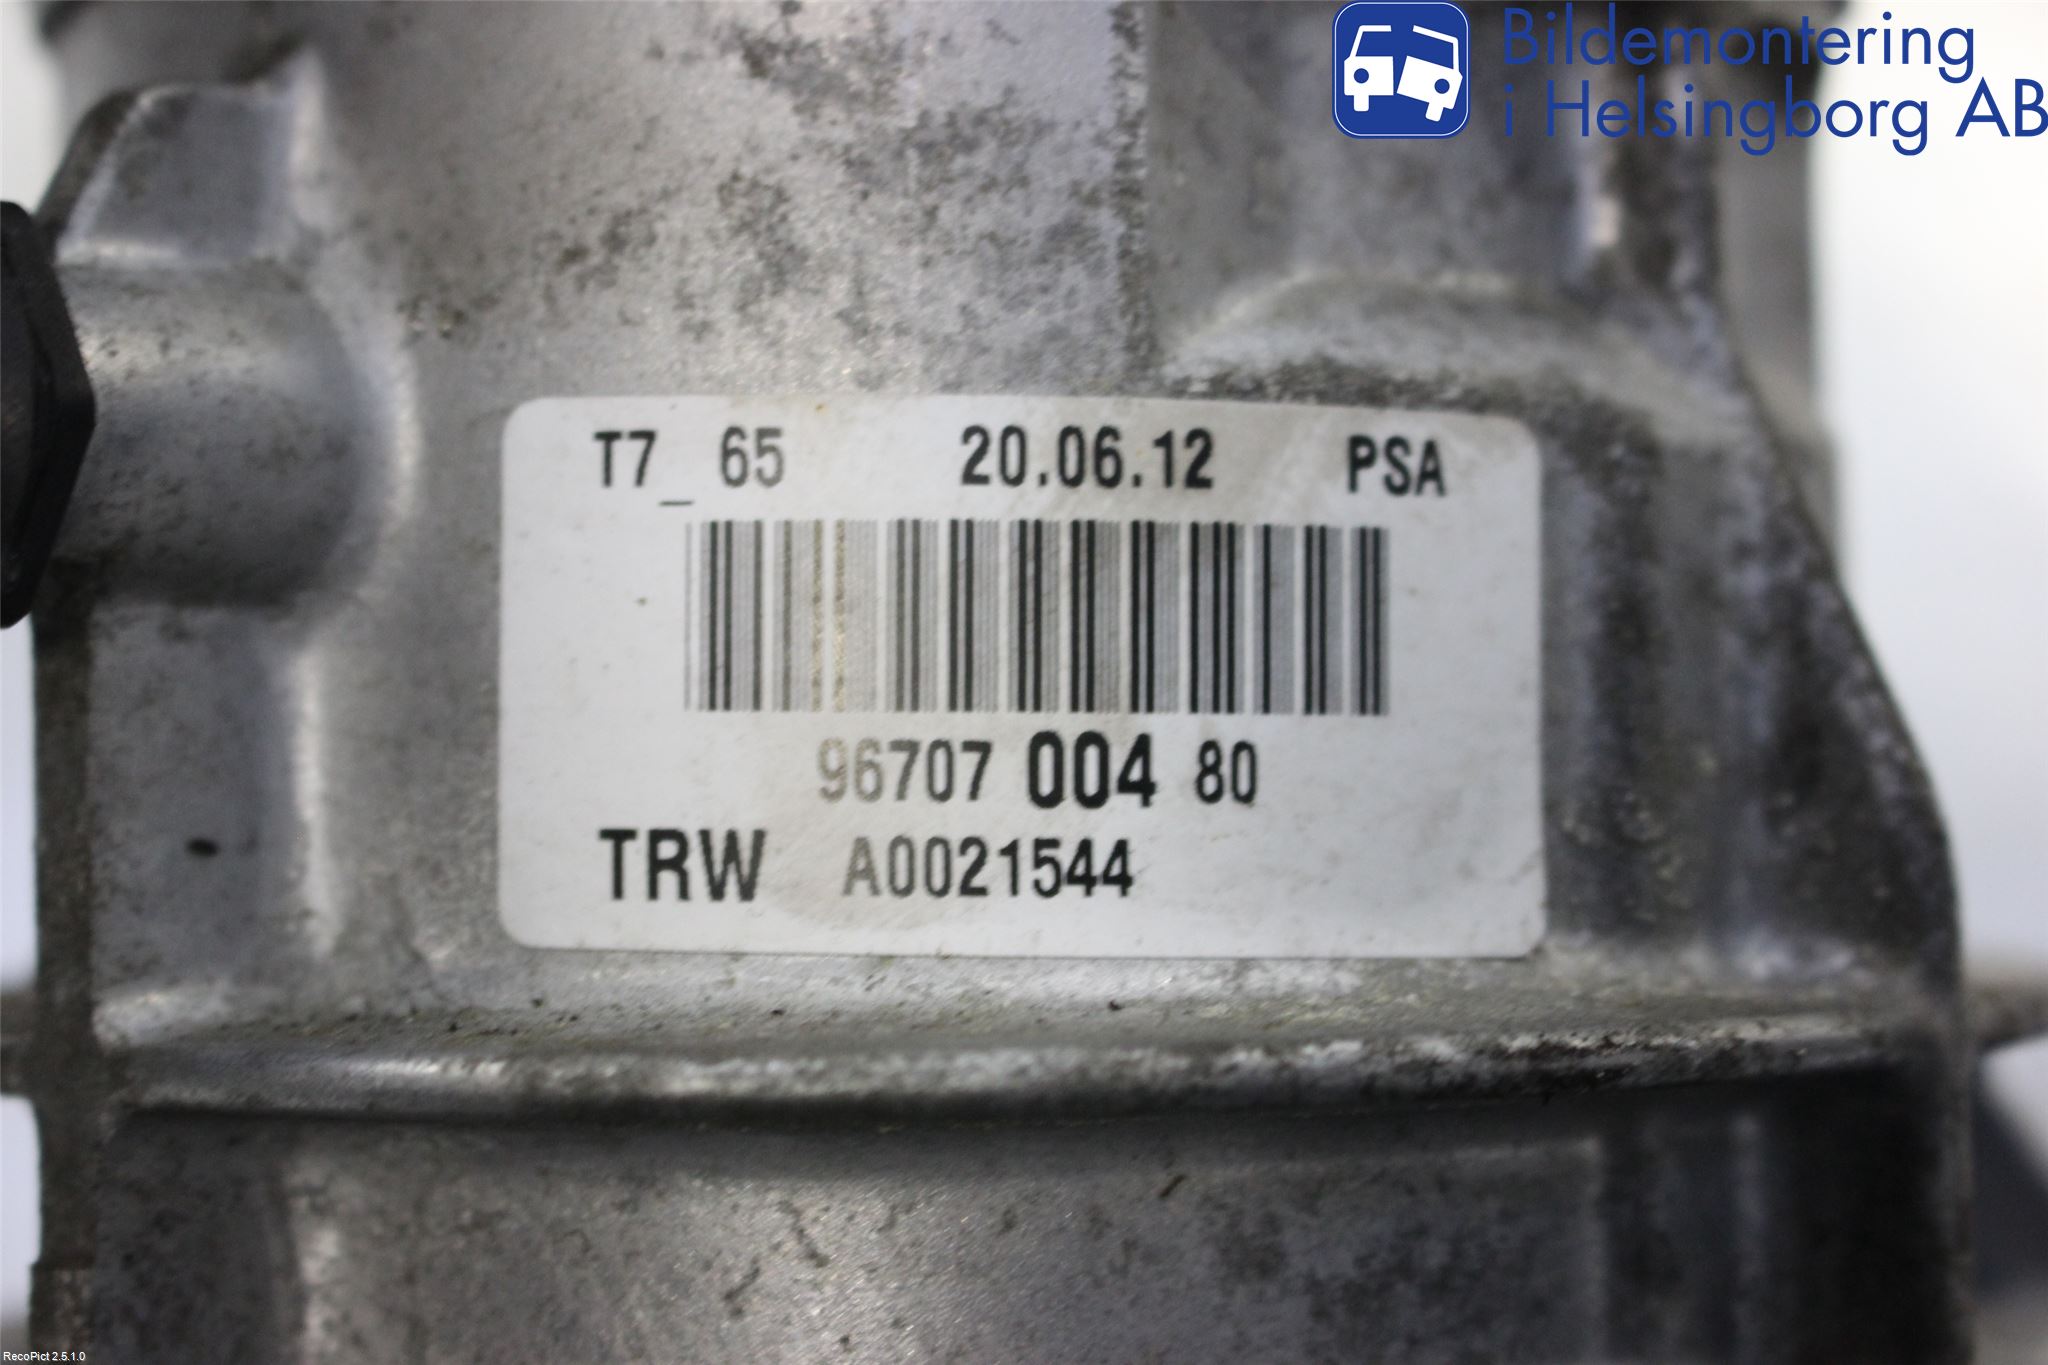 Bildemontering
i Helsingborg AB
T7_ 65 20.06.12 PSA
96707 004 80
TRW A0021544
RecoPict 2.5.1.0